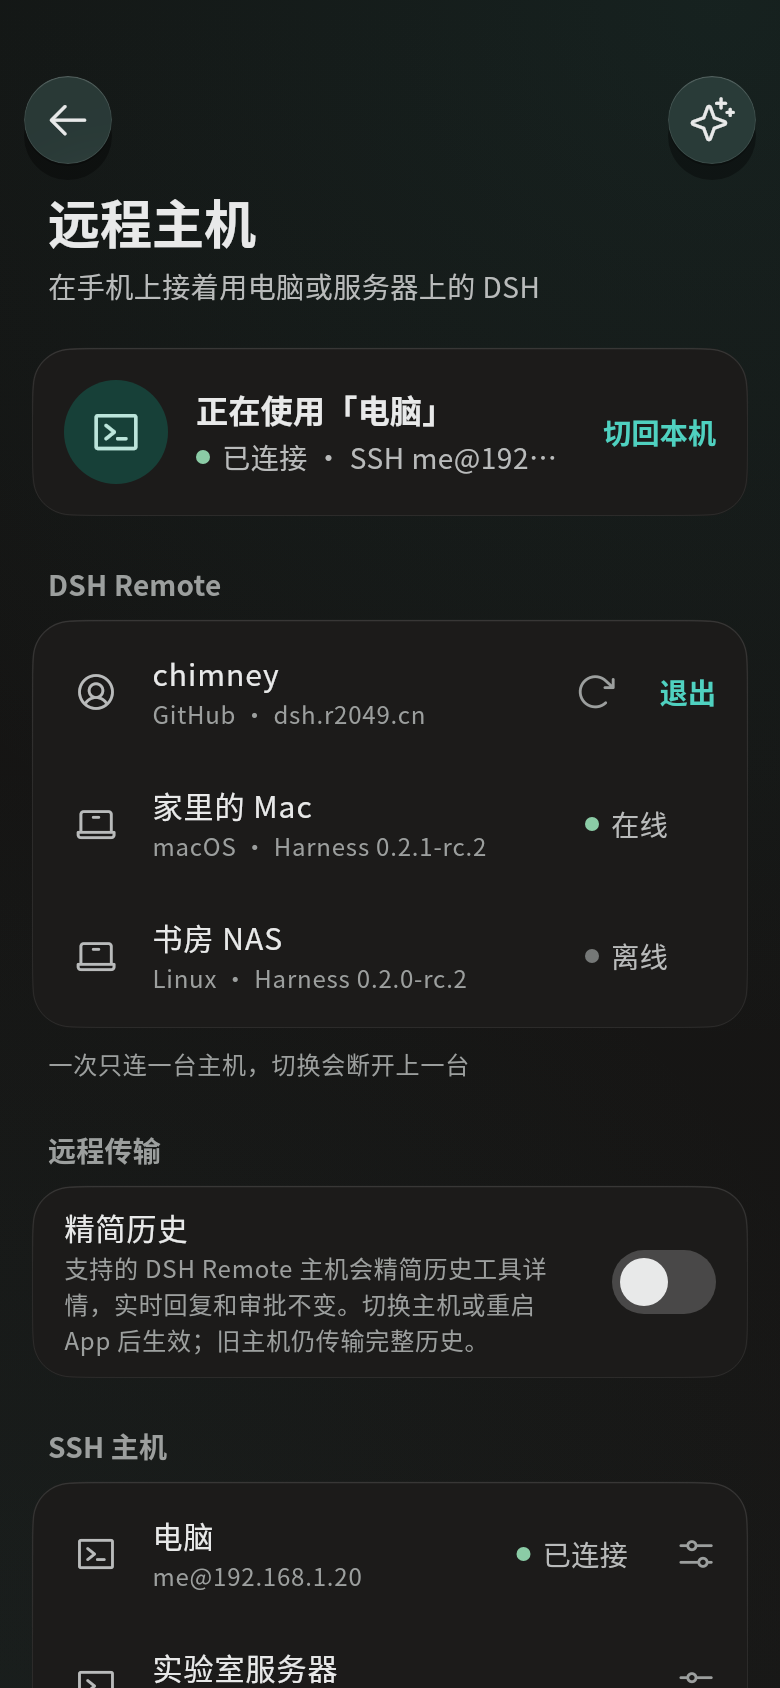 远程主机
在手机上接着用电脑或服务器上的 DSH
正在使用「电脑」
已连接 · SSH me@192…
切回本机
DSH Remote
chimney
GitHub · dsh.r2049.cn
退出
家里的 Mac
macOS · Harness 0.2.1-rc.2
在线
书房 NAS
Linux · Harness 0.2.0-rc.2
离线
一次只连一台主机，切换会断开上一台
远程传输
精简历史
支持的 DSH Remote 主机会精简历史工具详
情，实时回复和审批不变。切换主机或重启
App 后生效；旧主机仍传输完整历史。
SSH 主机
电脑
me@192.168.1.20
已连接
实验室服务器